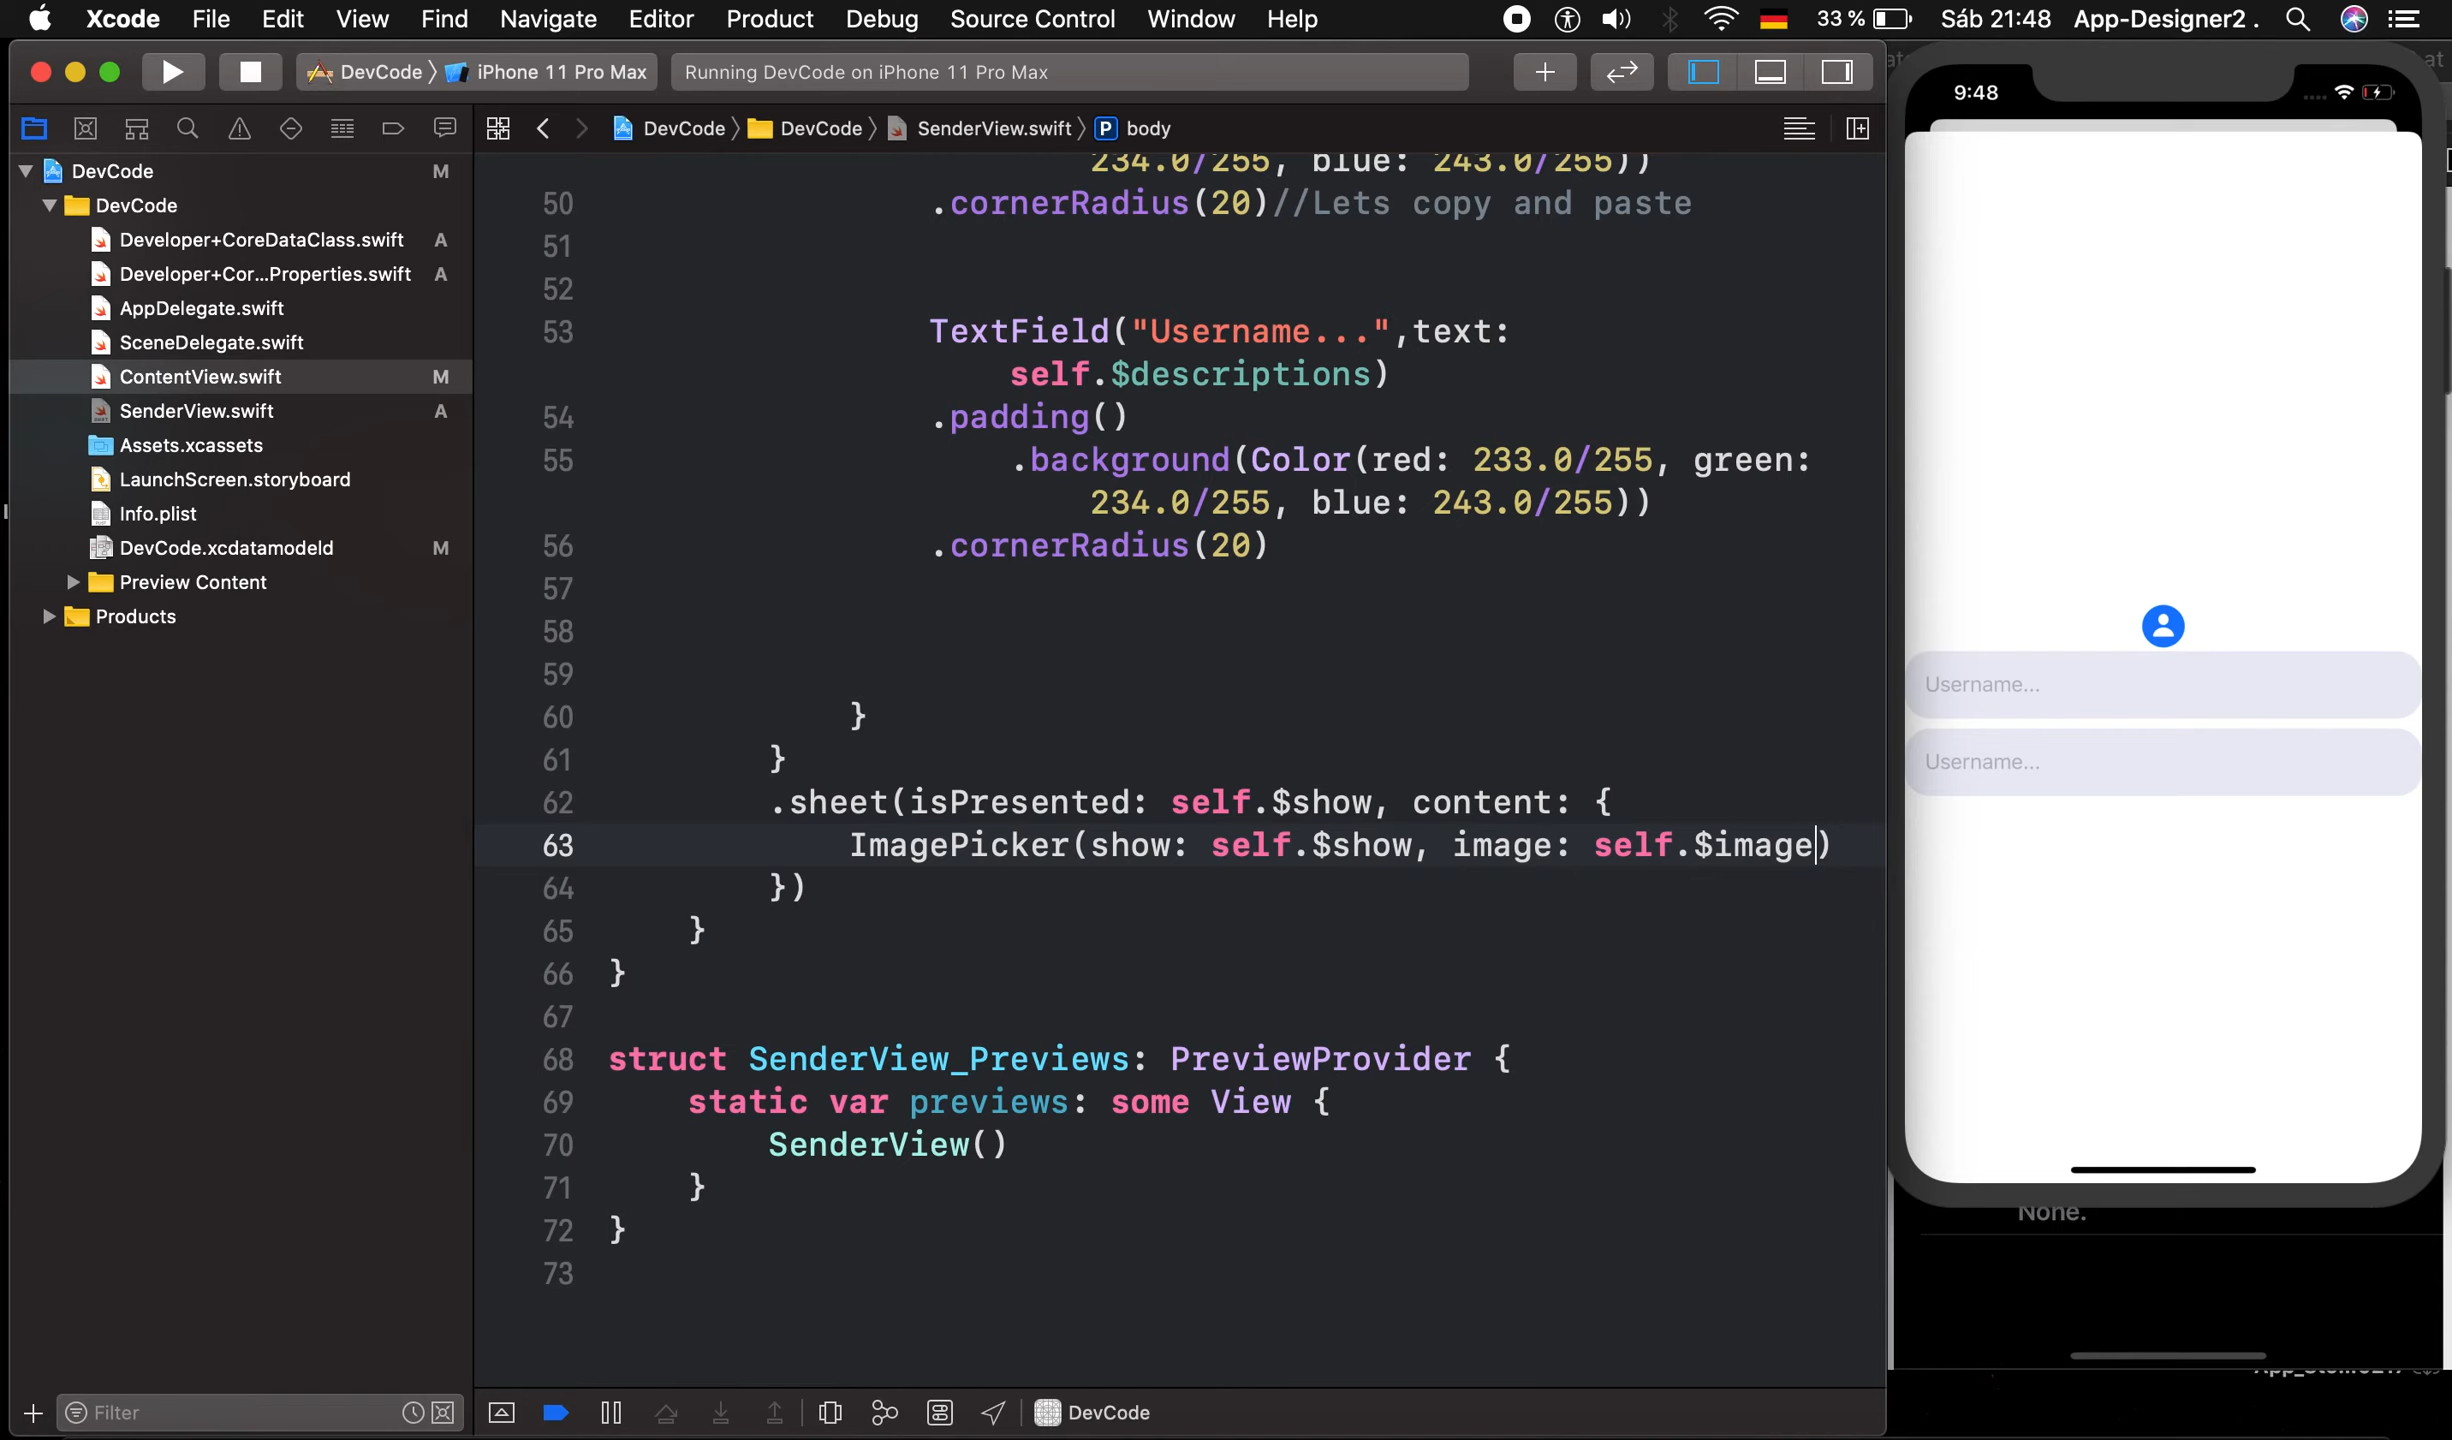 Xcode File Edit View Find Navigate Editor Product Debug Source Control Window Help 33 % Sáb 21:48 App-Designer2 .
DevCode iPhone 11 Pro Max Running DevCode on iPhone 11 Pro Max
DevCode DevCode SenderView.swift P body
DevCode M
DevCode
Developer+CoreDataClass.swift A
Developer+Cor...Properties.swift A
AppDelegate.swift
SceneDelegate.swift
ContentView.swift M
SenderView.swift A
Assets.xcassets
LaunchScreen.storyboard
Info.plist
DevCode.xcdatamodeld M
Preview Content
Products
Filter
234.0/255, blue: 243.0/255))
50 .cornerRadius(20)//Lets copy and paste
51
52
53 TextField("Username...",text:
self.$descriptions)
54 .padding()
55 .background(Color(red: 233.0/255, green:
234.0/255, blue: 243.0/255))
56 .cornerRadius(20)
57
58
59
60 }
61 }
62 .sheet(isPresented: self.$show, content: {
63 ImagePicker(show: self.$show, image: self.$image)
64 })
65 }
66 }
67
68 struct SenderView_Previews: PreviewProvider {
69 static var previews: some View {
70 SenderView()
71 }
72 }
73
DevCode
9:48
Username...
Username...
None.